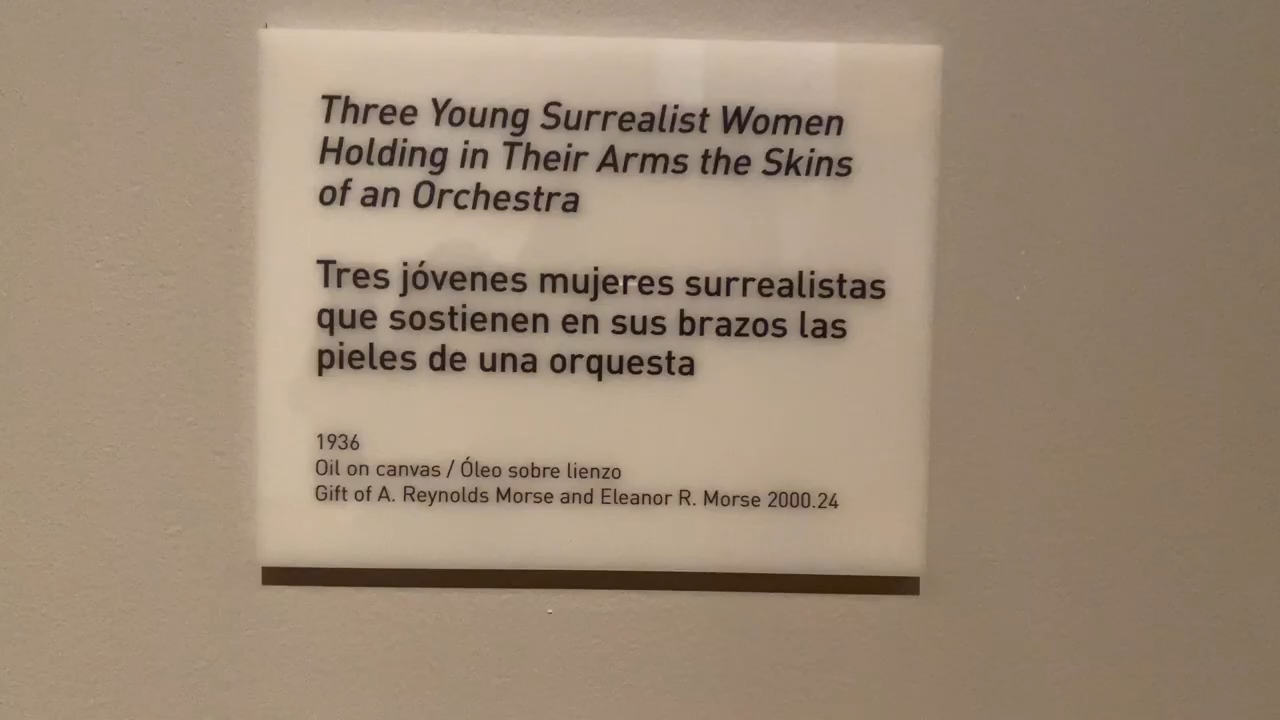 Three Young Surrealist Women
Holding in Their Arms the Skins
of an Orchestra
Tres jóvenes mujeres surrealistas
que sostienen en sus brazos las
pieles de una orquesta
1936
Oil on canvas / Óleo sobre lienzo
Gift of A. Reynolds Morse and Eleanor R. Morse 2000.24